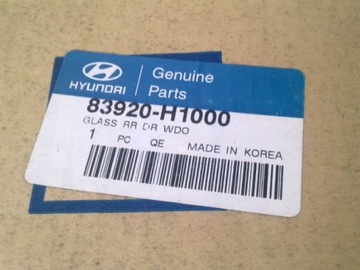 HYUNDAI
Genuine
Parts
83920-H1000
GLASS RR DR WDO
1 PC QE MADE IN KOREA